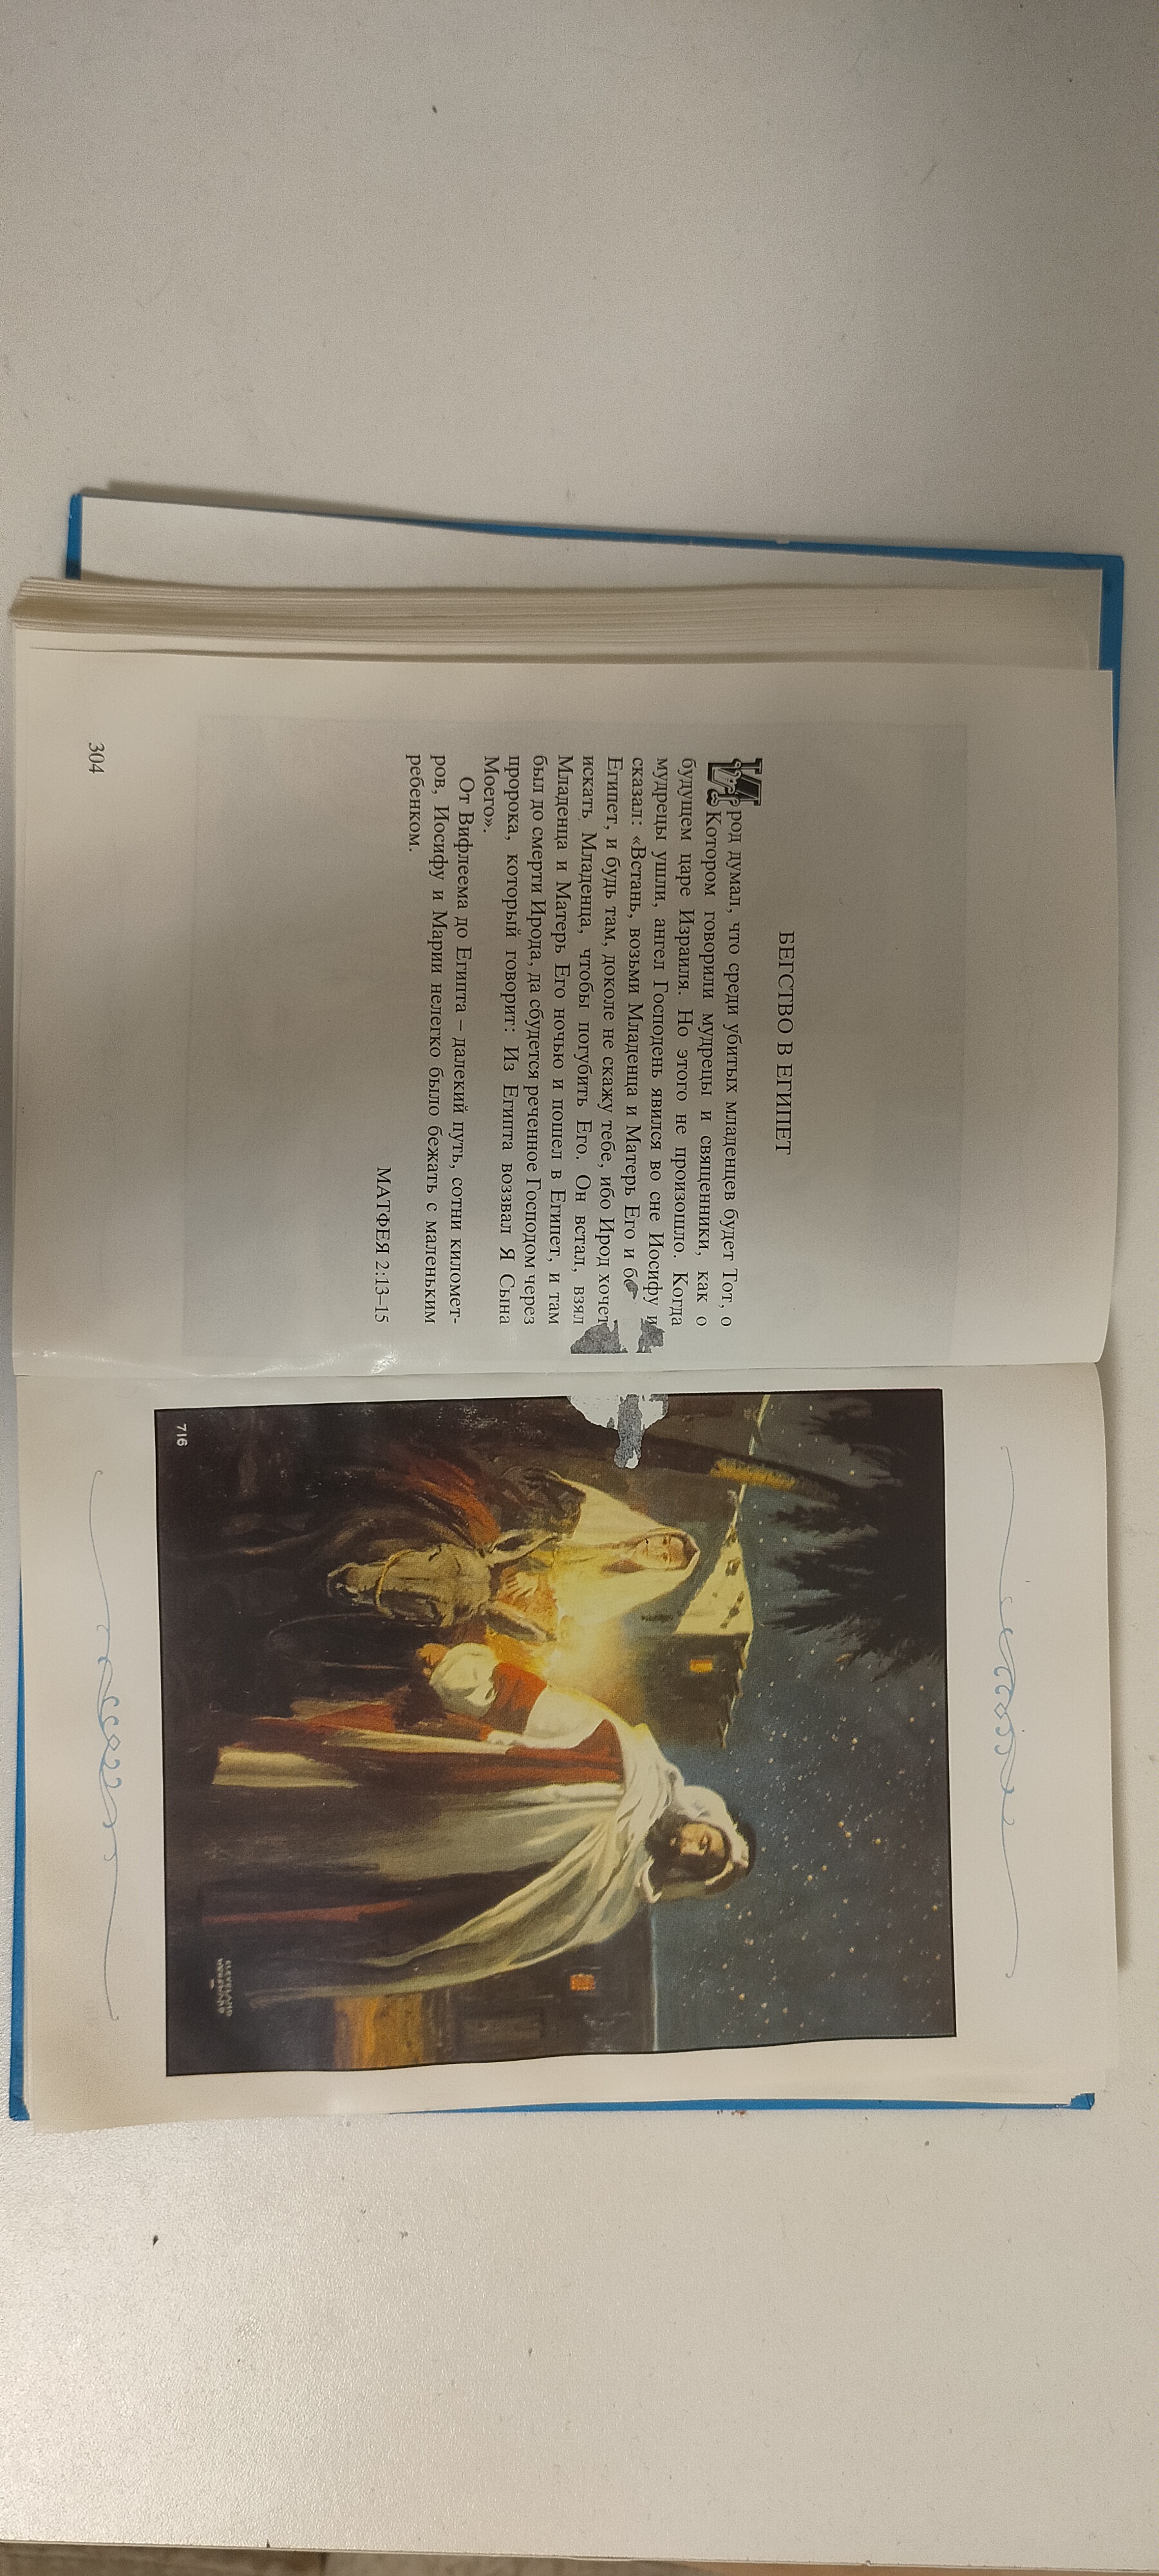 БЕГСТВО В ЕГИПЕТ
Ирод думал, что среди убитых младенцев будет Тот, о
Котором говорили мудрецы и священники, как о
будущем царе Израиля. Но этого не произошло. Когда
мудрецы ушли, ангел Господень явился во сне Иосифу и
сказал: «Встань, возьми Младенца и Матерь Его и
Египет, и будь там, доколе не скажу тебе, ибо Ирод хочет
искать Младенца, чтобы погубить Его. Он встал, взял
Младенца и Матерь Его ночью и пошел в Египет, и там
был до смерти Ирода, да сбудется реченное Господом через
пророка, который говорит: Из Египта воззвал Я Сына
Моего».
От Вифлеема до Египта – далекий путь, сотни километ-
ров, Иосифу и Марии нелегко было бежать с маленьким
ребенком.
МАТФЕЯ 2:13–15
304
716